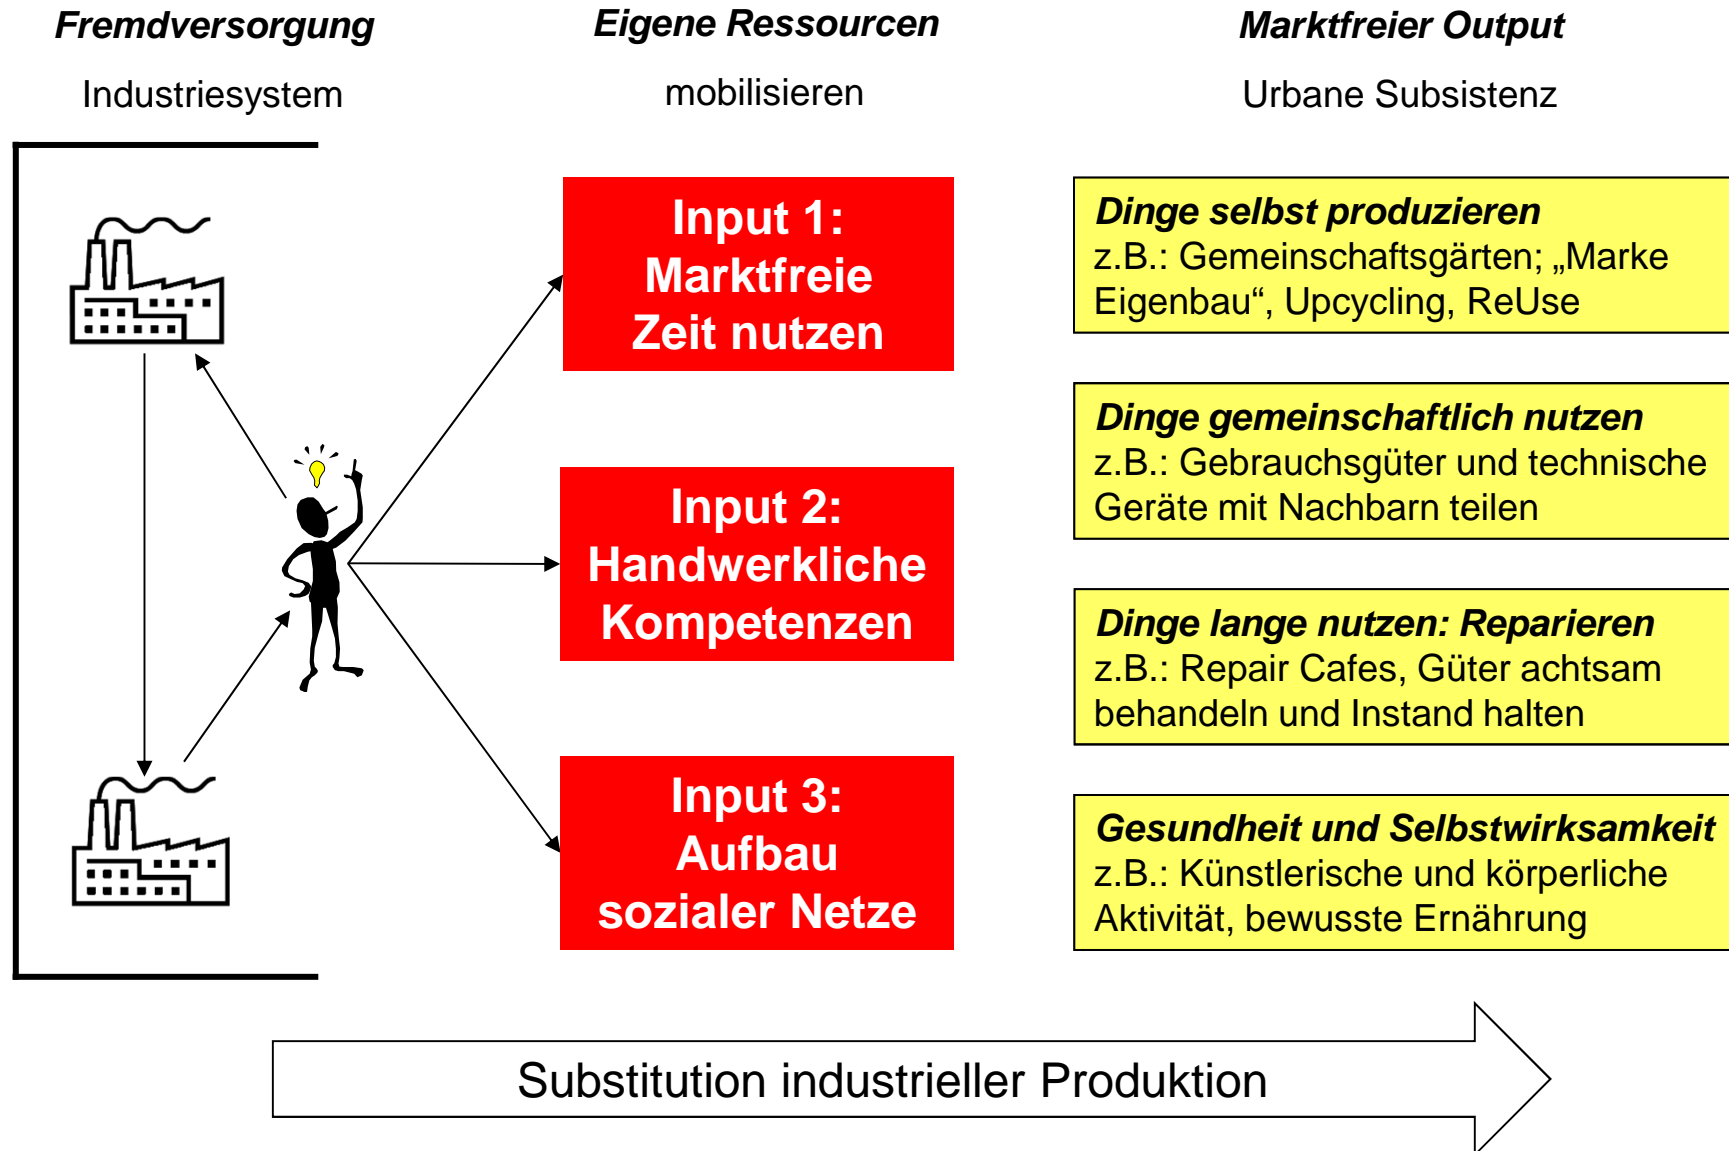 Fremdversorgung
Industriesystem
Eigene Ressourcen
mobilisieren
Marktfreier Output
Urbane Subsistenz
Input 1:
Marktfreie
Zeit nutzen
Input 2:
Handwerkliche
Kompetenzen
Input 3:
Aufbau
sozialer Netze
Dinge selbst produzieren
z.B.: Gemeinschaftsgärten; „Marke
Eigenbau“, Upcycling, ReUse
Dinge gemeinschaftlich nutzen
z.B.: Gebrauchsgüter und technische
Geräte mit Nachbarn teilen
Dinge lange nutzen: Reparieren
z.B.: Repair Cafes, Güter achtsam
behandeln und Instand halten
Gesundheit und Selbstwirksamkeit
z.B.: Künstlerische und körperliche
Aktivität, bewusste Ernährung
Substitution industrieller Produktion